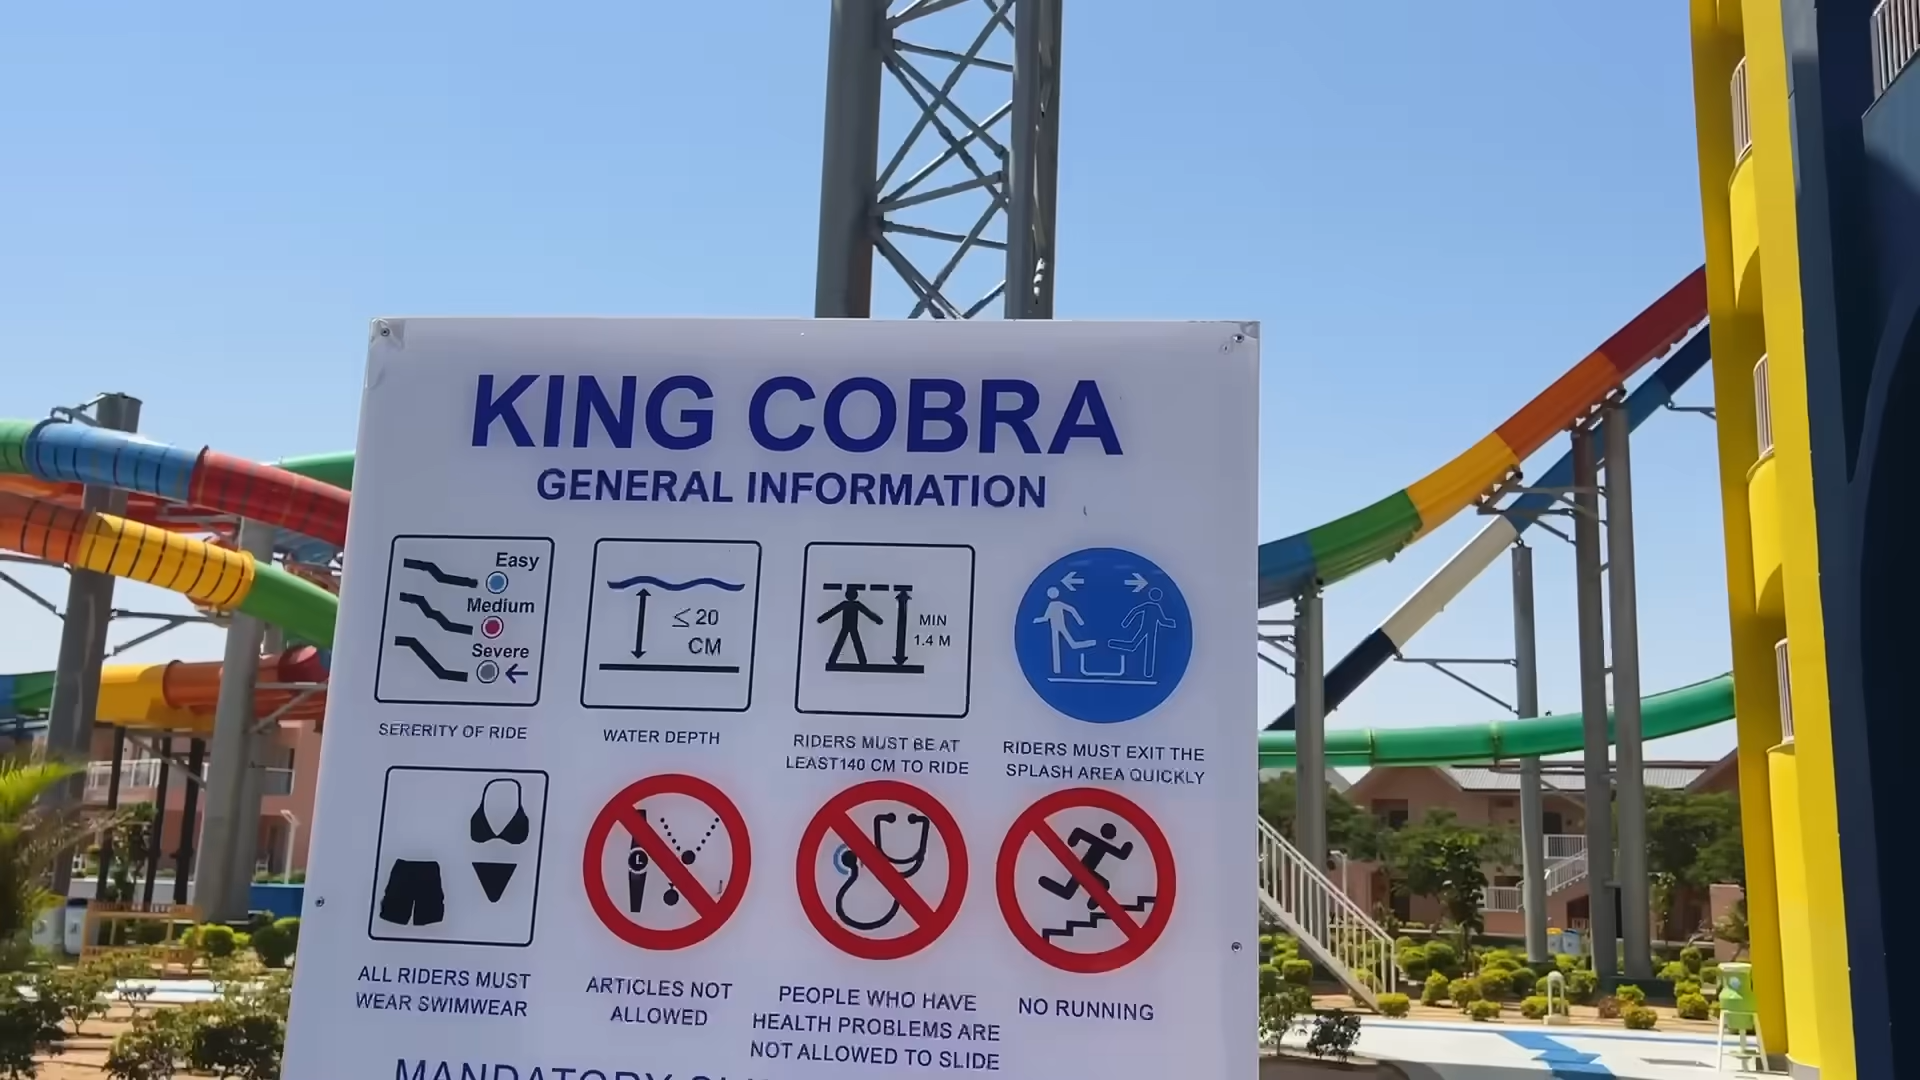 KING COBRA
GENERAL INFORMATION
Easy
Medium
Severe
≤ 20
CM
MIN
1.4 M
SERERITY OF RIDE
WATER DEPTH
RIDERS MUST BE AT
LEAST140 CM TO RIDE
RIDERS MUST EXIT THE
SPLASH AREA QUICKLY
ALL RIDERS MUST
WEAR SWIMWEAR
ARTICLES NOT
ALLOWED
PEOPLE WHO HAVE
HEALTH PROBLEMS ARE
NOT ALLOWED TO SLIDE
NO RUNNING
MANDATORY